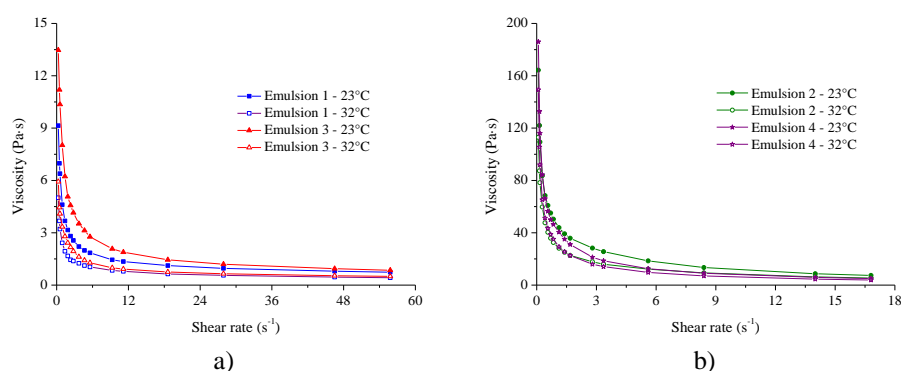 15
12
9
6
3
0
Viscosity (Pa·s)
Emulsion 1 - 23°C
Emulsion 1 - 32°C
Emulsion 3 - 23°C
Emulsion 3 - 32°C
0 12 24 36 48 60
Shear rate (s⁻¹)
a)
200
160
120
80
40
0
Viscosity (Pa·s)
Emulsion 2 - 23°C
Emulsion 2 - 32°C
Emulsion 4 - 23°C
Emulsion 4 - 32°C
0 3 6 9 12 15 18
Shear rate (s⁻¹)
b)